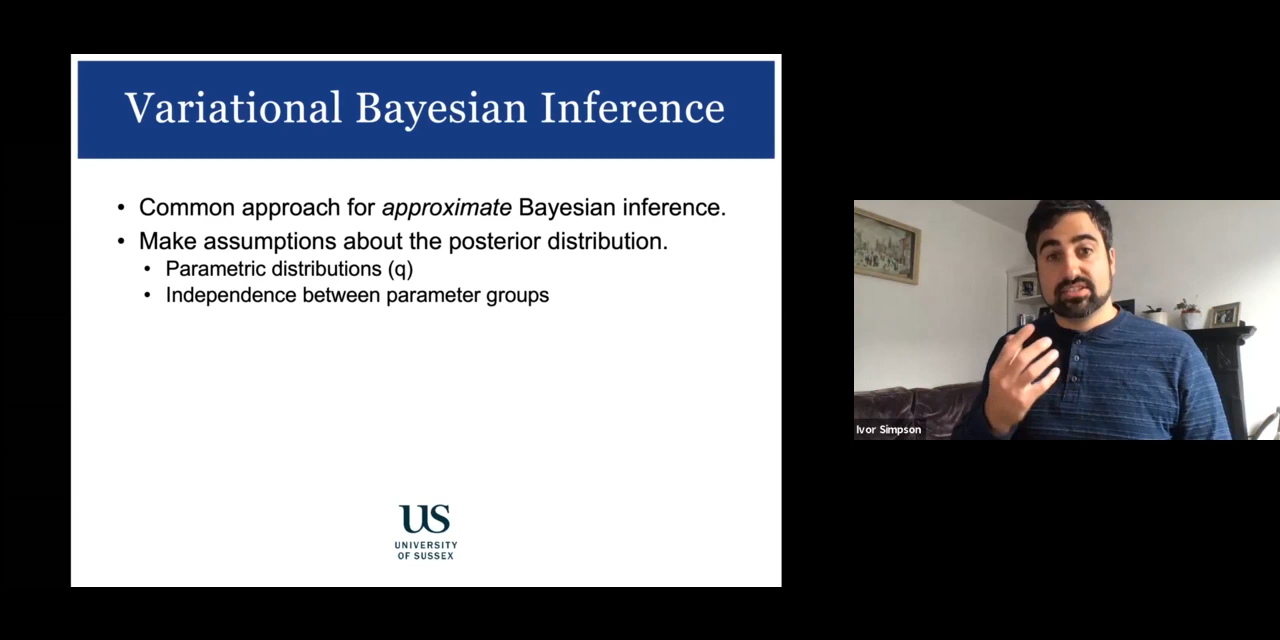 Variational Bayesian Inference
• Common approach for approximate Bayesian inference.
• Make assumptions about the posterior distribution.
• Parametric distributions (q)
• Independence between parameter groups
US
UNIVERSITY
OF SUSSEX
Ivor Simpson